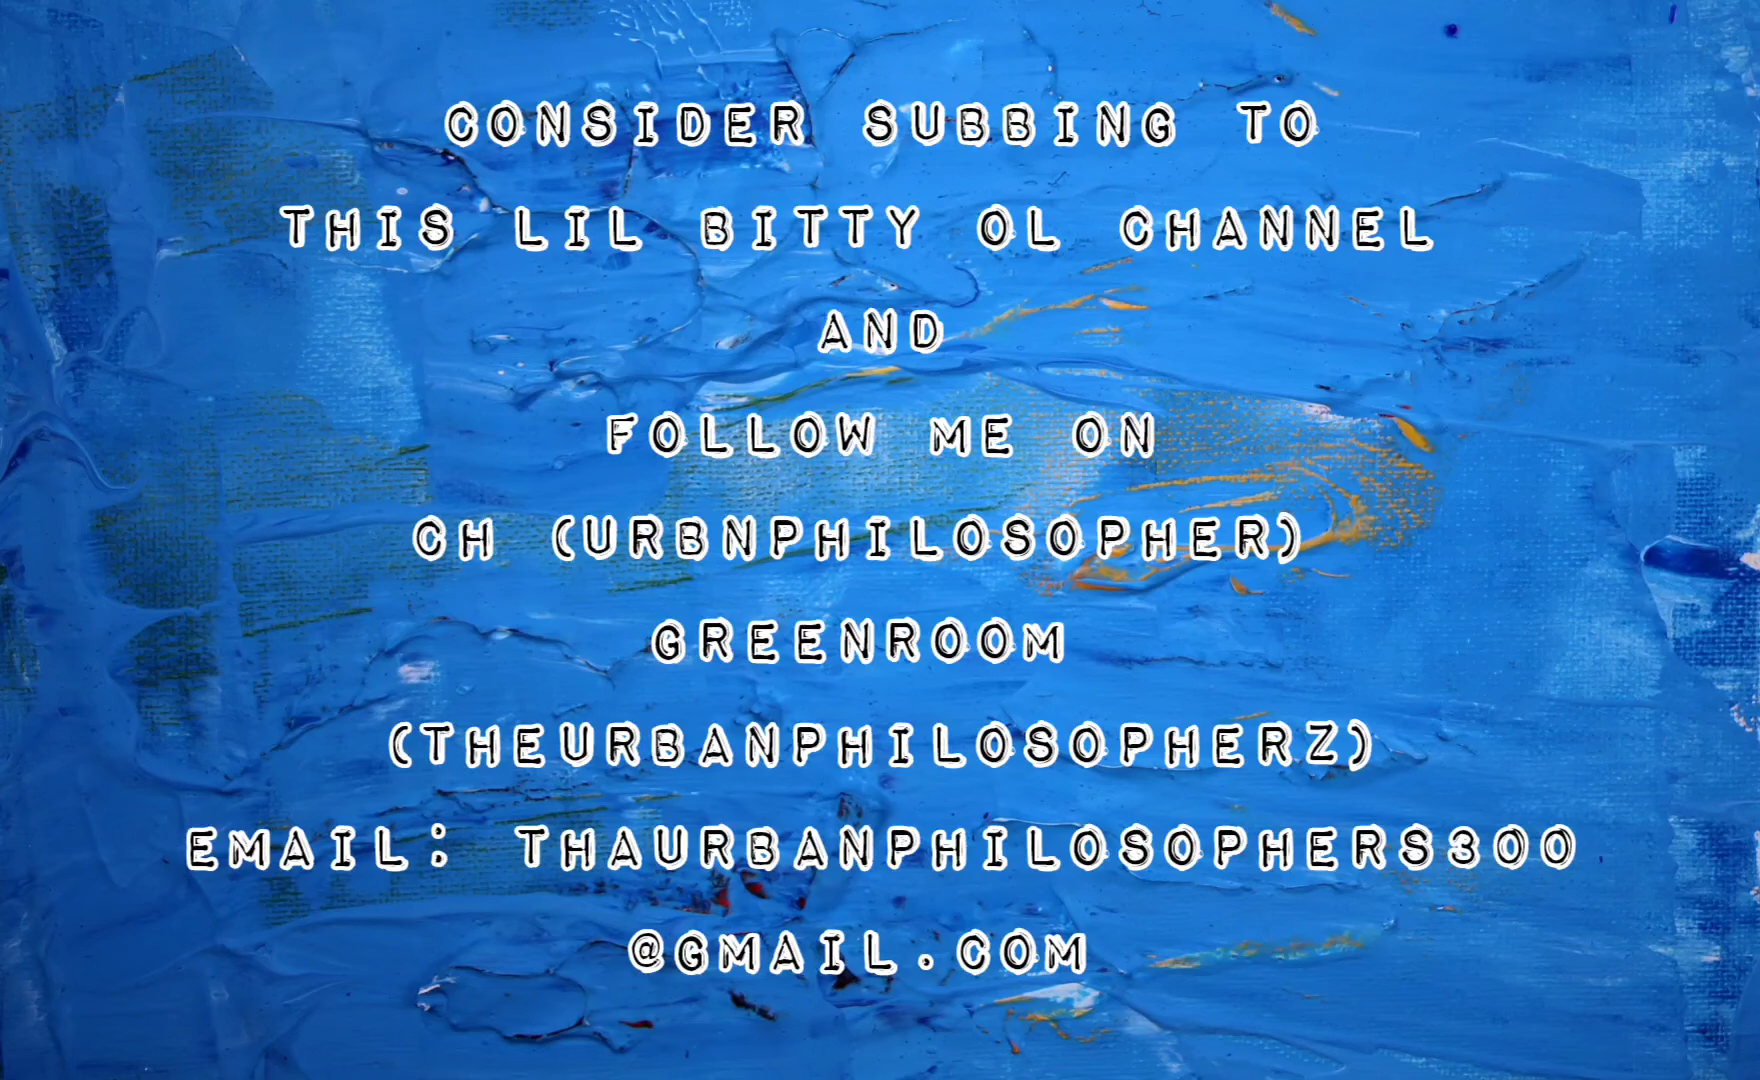 CONSIDER SUBBING TO
THIS LIL BITTY OL CHANNEL
AND
FOLLOW ME ON
CH (URBNPHILOSOPHER)
GREENROOM
(THEURBANPHILOSOPHERZ)
EMAIL: THAURBANPHILOSOPHERS300
@GMAIL.COM